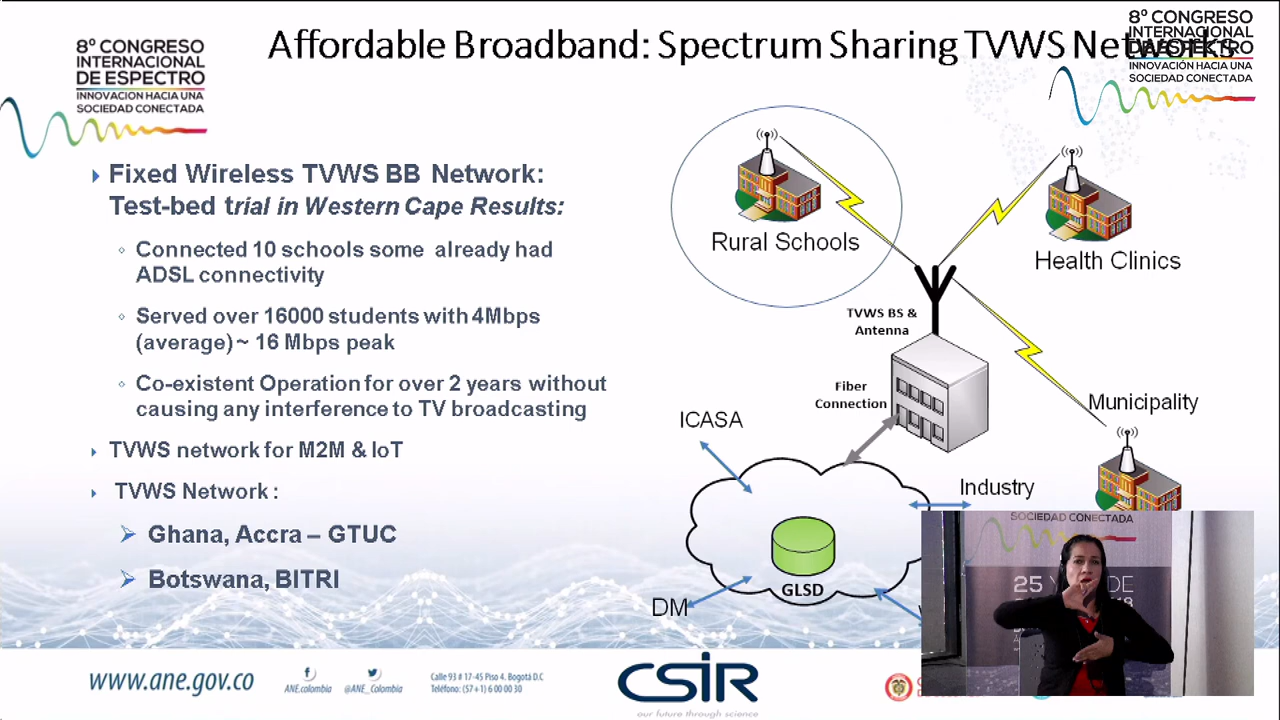 Affordable Broadband: Spectrum Sharing TVWS Networks
8º CONGRESO
INTERNACIONAL
DE ESPECTRO
INNOVACION HACIA UNA
SOCIEDAD CONECTADA
8º CONGRESO
INTERNACIONAL
DE ESPECTRO
INNOVACION HACIA UNA
SOCIEDAD CONECTADA
Fixed Wireless TVWS BB Network:
Test-bed trial in Western Cape Results:
Connected 10 schools some already had
ADSL connectivity
Served over 16000 students with 4Mbps
(average) ~ 16 Mbps peak
Co-existent Operation for over 2 years without
causing any interference to TV broadcasting
TVWS network for M2M & IoT
TVWS Network :
Ghana, Accra – GTUC
Botswana, BITRI
Rural Schools
Health Clinics
TVWS BS &
Antenna
Fiber
Connection
Municipality
ICASA
Industry
GLSD
DM
SOCIEDAD CONECTADA
25
DE
www.ane.gov.co
ANE.colombia
@ANE_Colombia
Calle 93 # 17-45 Piso 4. Bogotá D.C
Teléfono: (57+1) 6 00 00 30
CSIR
our future through science